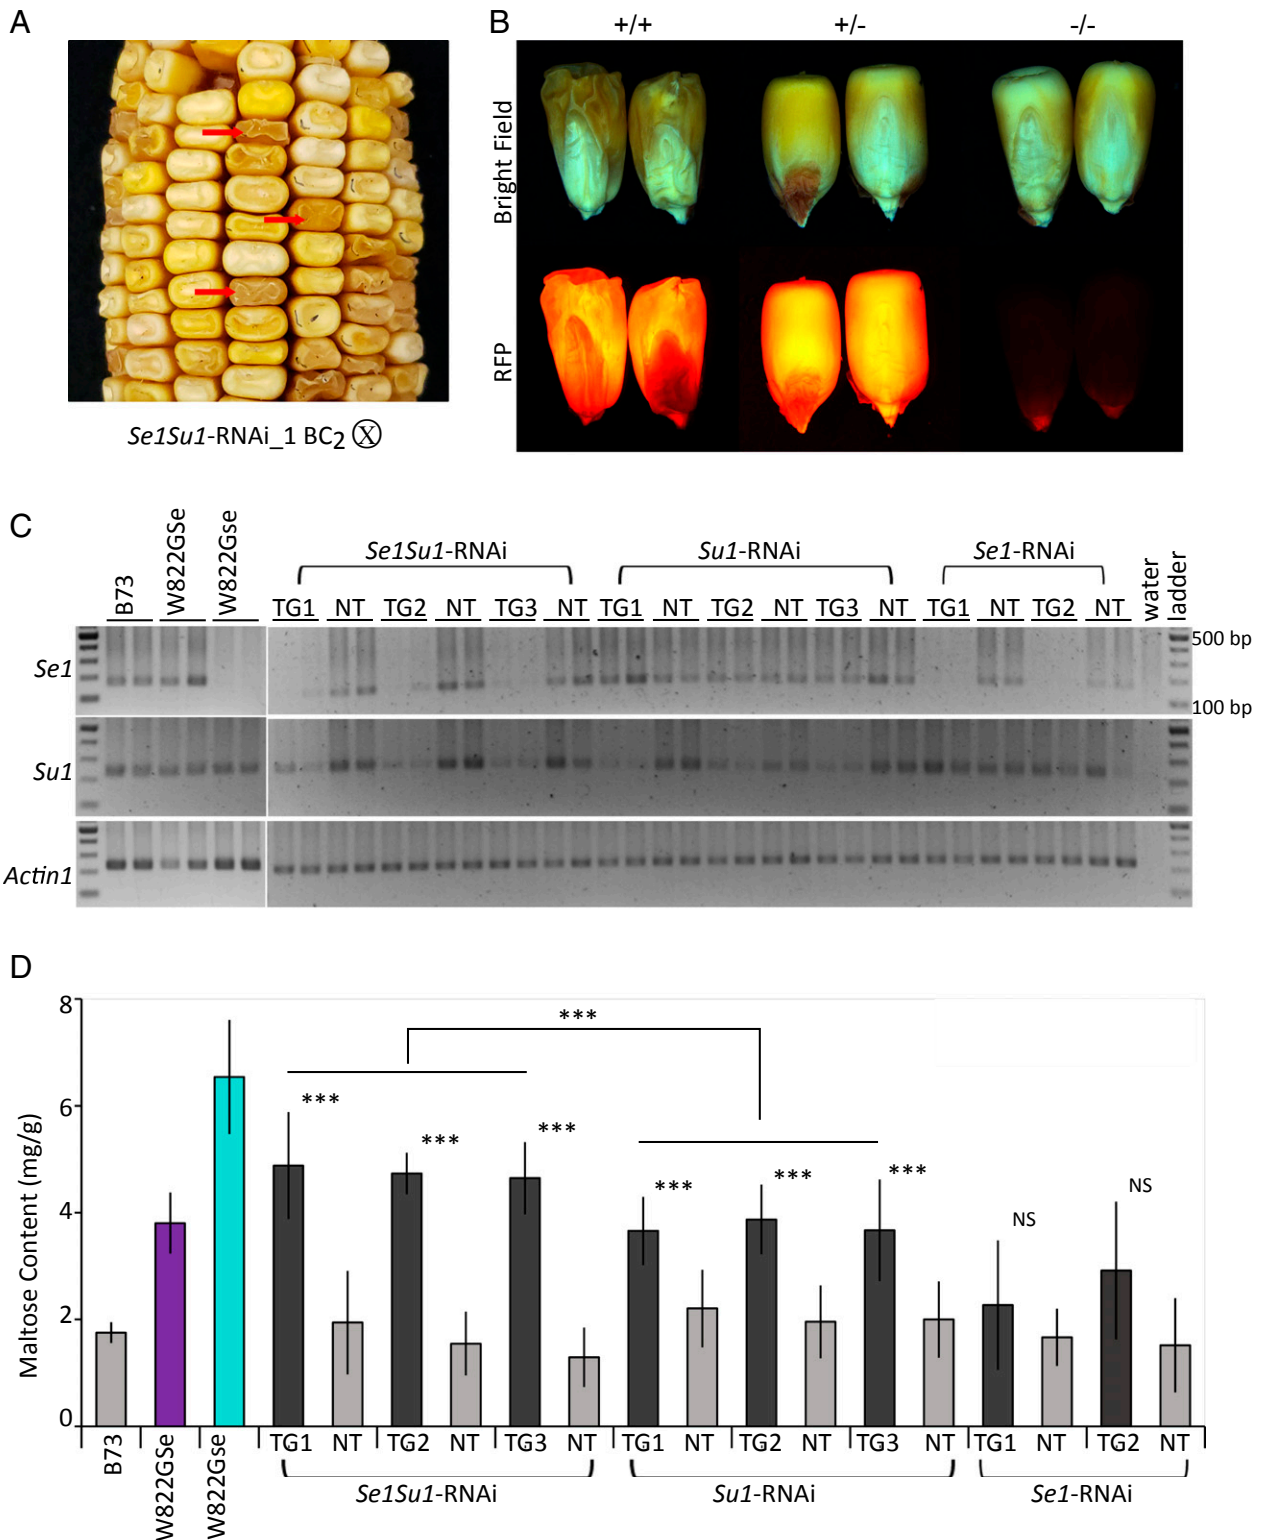 A
B
+/+ +/- -/-
Bright Field
RFP
Se1Su1-RNAi_1 BC2 Ⓧ
C
B73 W822GSe W822Gse
Se1Su1-RNAi Su1-RNAi Se1-RNAi
water ladder
TG1 NT TG2 NT TG3 NT TG1 NT TG2 NT TG3 NT TG1 NT TG2 NT
Se1
500 bp
100 bp
Su1
Actin1
D
8
6
4
2
0
Maltose Content (mg/g)
***
*** *** ***
*** *** ***
NS NS
B73 W822GSe W822Gse
TG1 NT TG2 NT TG3 NT TG1 NT TG2 NT TG3 NT TG1 NT TG2 NT
Se1Su1-RNAi Su1-RNAi Se1-RNAi